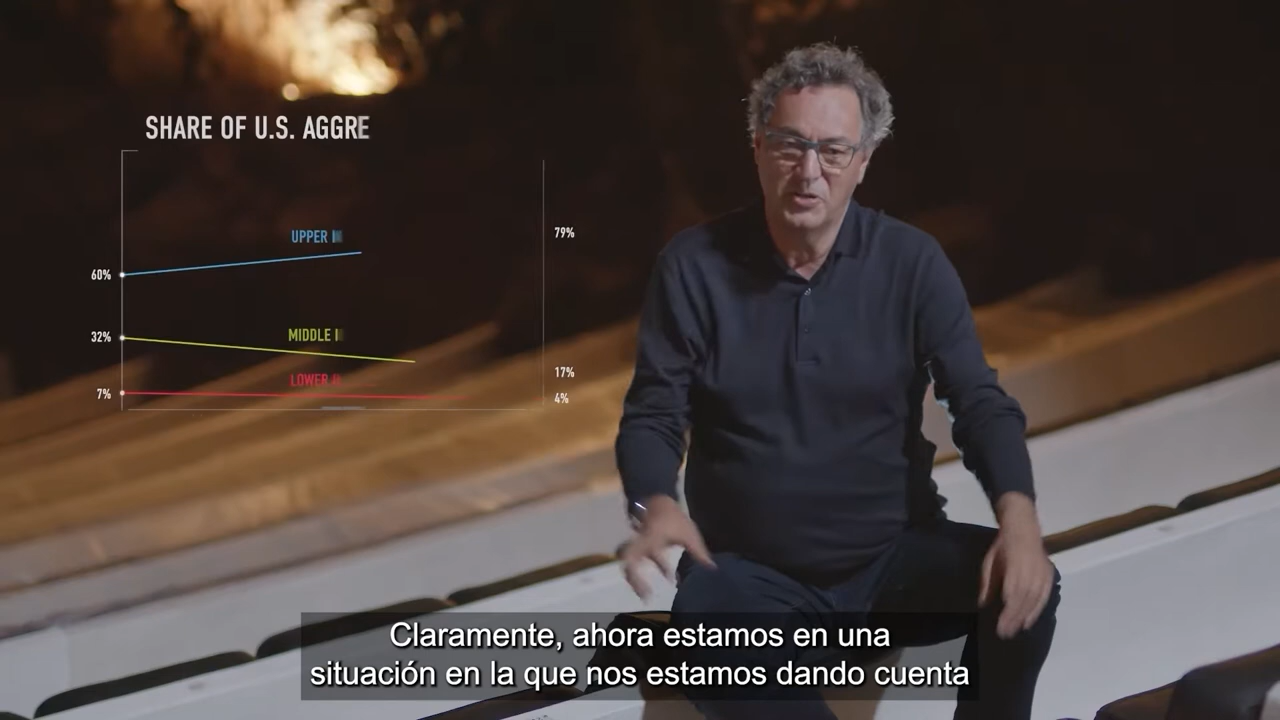 SHARE OF U.S. AGGRE
UPPER
79%
60%
32%
MIDDLE
17%
LOWER
7%
4%
Claramente, ahora estamos en una
situación en la que nos estamos dando cuenta